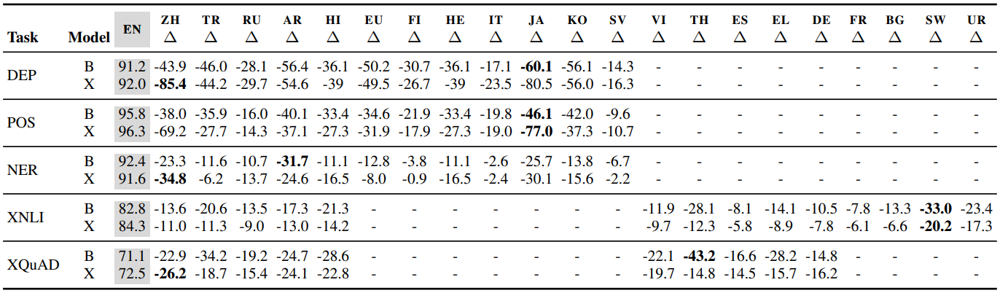 Task Model EN ZH TR RU AR HI EU FI HE IT JA KO SV VI TH ES EL DE FR BG SW UR
Δ Δ Δ Δ Δ Δ Δ Δ Δ Δ Δ Δ Δ Δ Δ Δ Δ Δ Δ Δ Δ
DEP B 91.2 -43.9 -46.0 -28.1 -56.4 -36.1 -50.2 -30.7 -36.1 -17.1 -60.1 -56.1 -14.3 - - - - - - - - -
X 92.0 -85.4 -44.2 -29.7 -54.6 -39 -49.5 -26.7 -39 -23.5 -80.5 -56.0 -16.3 - - - - - - - - -
POS B 95.8 -38.0 -35.9 -16.0 -40.1 -33.4 -34.6 -21.9 -33.4 -19.8 -46.1 -42.0 -9.6 - - - - - - - - -
X 96.3 -69.2 -27.7 -14.3 -37.1 -27.3 -31.9 -17.9 -27.3 -19.0 -77.0 -37.3 -10.7 - - - - - - - - -
NER B 92.4 -23.3 -11.6 -10.7 -31.7 -11.1 -12.8 -3.8 -11.1 -2.6 -25.7 -13.8 -6.7 - - - - - - - - -
X 91.6 -34.8 -6.2 -13.7 -24.6 -16.5 -8.0 -0.9 -16.5 -2.4 -30.1 -15.6 -2.2 - - - - - - - - -
XNLI B 82.8 -13.6 -20.6 -13.5 -17.3 -21.3 - - - - - - - -11.9 -28.1 -8.1 -14.1 -10.5 -7.8 -13.3 -33.0 -23.4
X 84.3 -11.0 -11.3 -9.0 -13.0 -14.2 - - - - - - - -9.7 -12.3 -5.8 -8.9 -7.8 -6.1 -6.6 -20.2 -17.3
XQuAD B 71.1 -22.9 -34.2 -19.2 -24.7 -28.6 - - - - - - - -22.1 -43.2 -16.6 -28.2 -14.8 - - - -
X 72.5 -26.2 -18.7 -15.4 -24.1 -22.8 - - - - - - - -19.7 -14.8 -14.5 -15.7 -16.2 - - - -